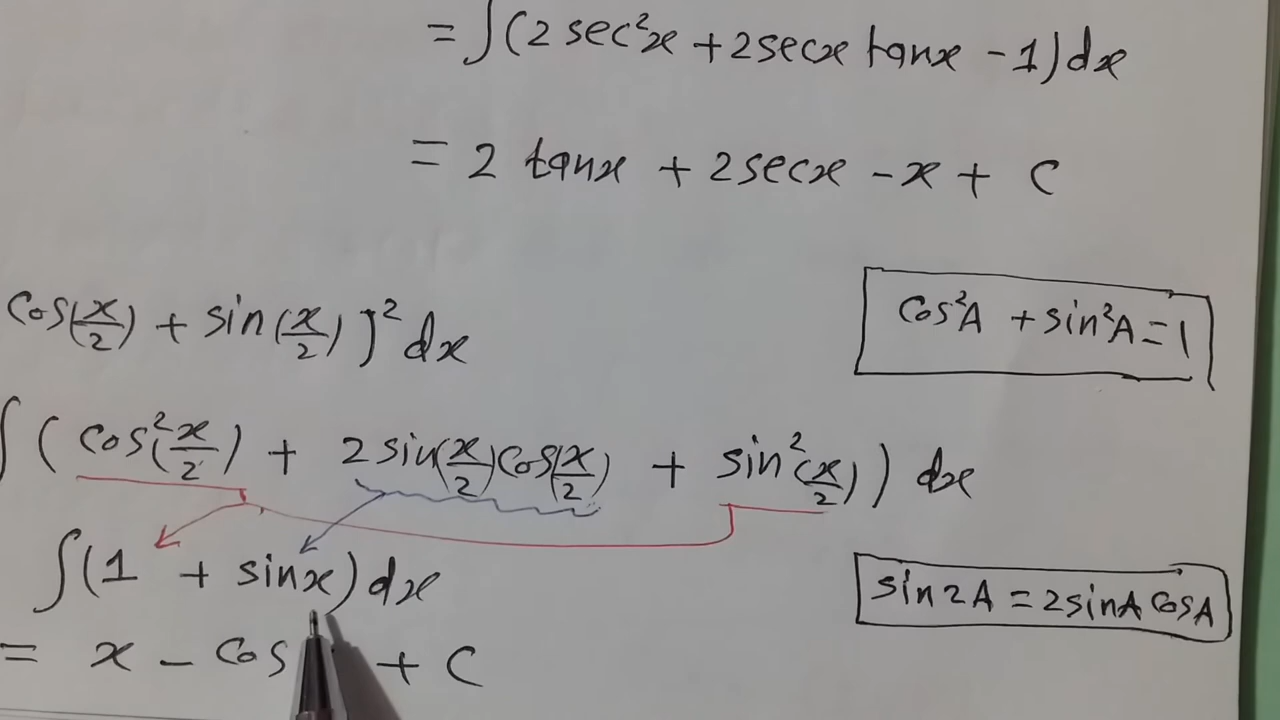 = ∫(2 sec²x + 2secx tanx - 1)dx
= 2 tanx + 2secx - x + C
cos(x/2) + sin(x/2) ]² dx
cos²A + sin²A = 1
∫ ( cos²(x/2) + 2 sin(x/2) cos(x/2) + sin²(x/2) ) dx
∫(1 + sinx) dx
sin2A = 2sinA cosA
= x - cos + C